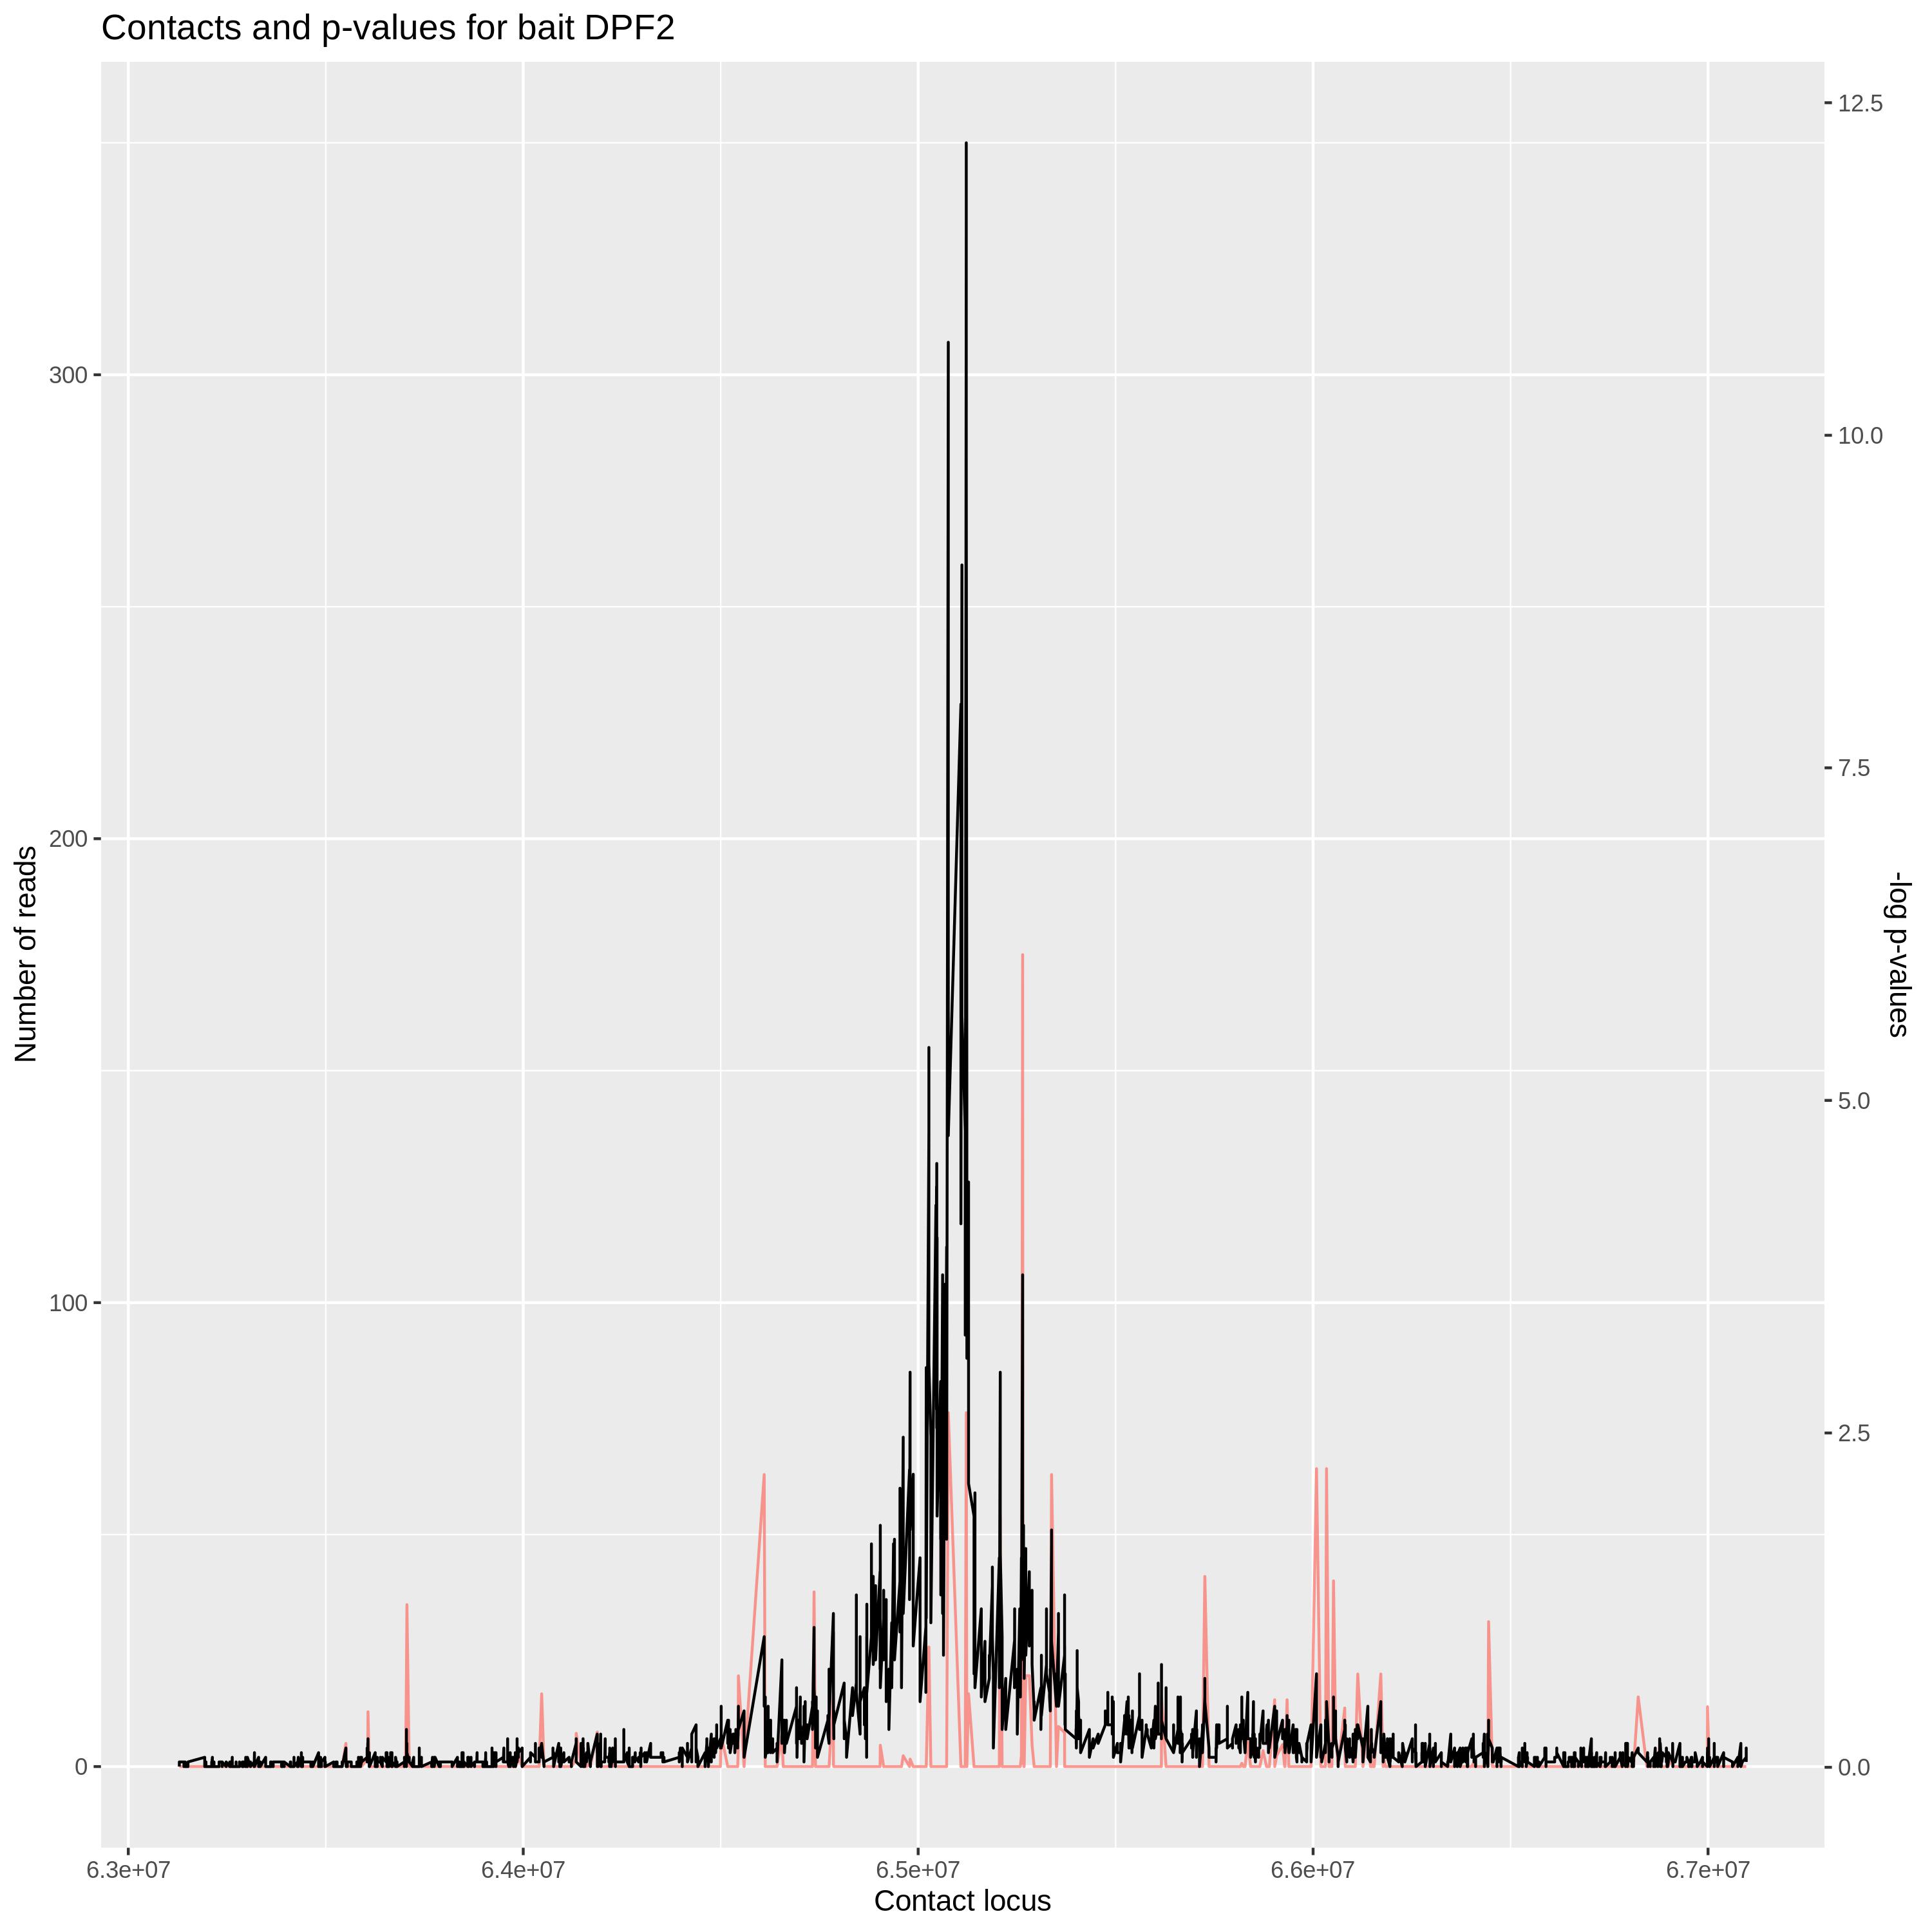 Contacts and p-values for bait DPF2
12.5
300
10.0
200
7.5
Number of reads
-log p-values
5.0
100
2.5
0
0.0
6.3e+07 6.4e+07 6.5e+07 6.6e+07 6.7e+07
Contact locus